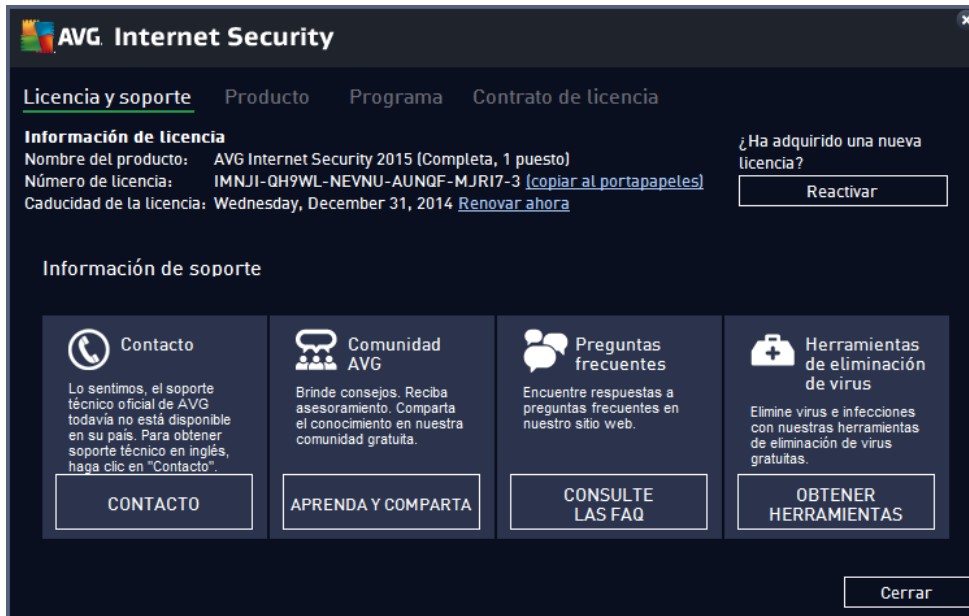 AVG. Internet Security
Licencia y soporte Producto Programa Contrato de licencia
Información de licencia
Nombre del producto: AVG Internet Security 2015 (Completa, 1 puesto)
Número de licencia: IMNJI-QH9WL-NEVNU-AUNQF-MJRI7-3 (copiar al portapapeles)
Caducidad de la licencia: Wednesday, December 31, 2014 Renovar ahora
¿Ha adquirido una nueva
licencia?
Reactivar
Información de soporte
Contacto
Lo sentimos, el soporte
técnico oficial de AVG
todavía no está disponible
en su país. Para obtener
soporte técnico en inglés,
haga clic en "Contacto".
CONTACTO
Comunidad
AVG
Brinde consejos. Reciba
asesoramiento. Comparta
el conocimiento en nuestra
comunidad gratuita.
APRENDA Y COMPARTA
Preguntas
frecuentes
Encuentre respuestas a
preguntas frecuentes en
nuestro sitio web.
CONSULTE
LAS FAQ
Herramientas
de eliminación
de virus
Elimine virus e infecciones
con nuestras herramientas
de eliminación de virus
gratuitas.
OBTENER
HERRAMIENTAS
Cerrar